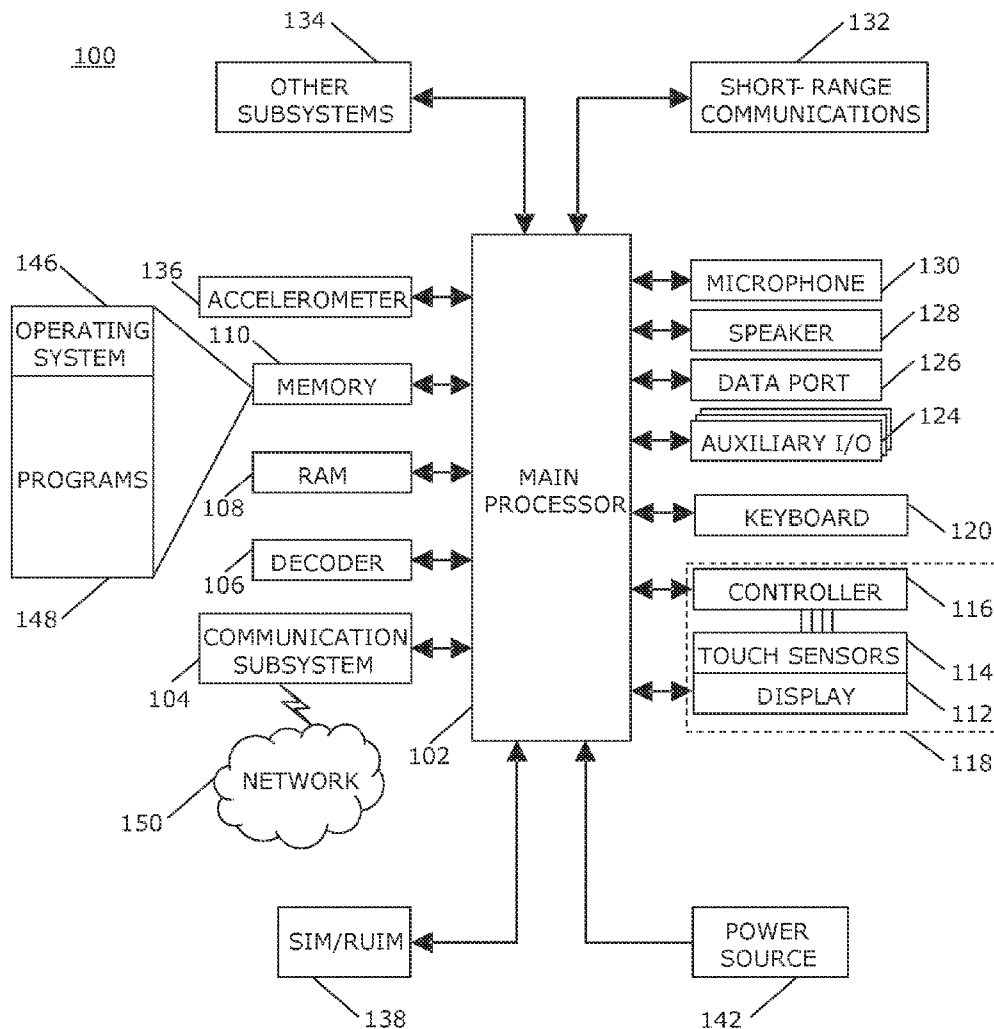 100
134
OTHER
SUBSYSTEMS
132
SHORT-RANGE
COMMUNICATIONS
146
OPERATING
SYSTEM
PROGRAMS
148
136
ACCELEROMETER
110
MEMORY
RAM
108
DECODER
106
COMMUNICATION
SUBSYSTEM
104
NETWORK
150
MAIN
PROCESSOR
102
MICROPHONE
130
SPEAKER
128
DATA PORT
126
AUXILIARY I/O
124
KEYBOARD
120
CONTROLLER
116
TOUCH SENSORS
114
DISPLAY
112
118
SIM/RUIM
138
POWER
SOURCE
142